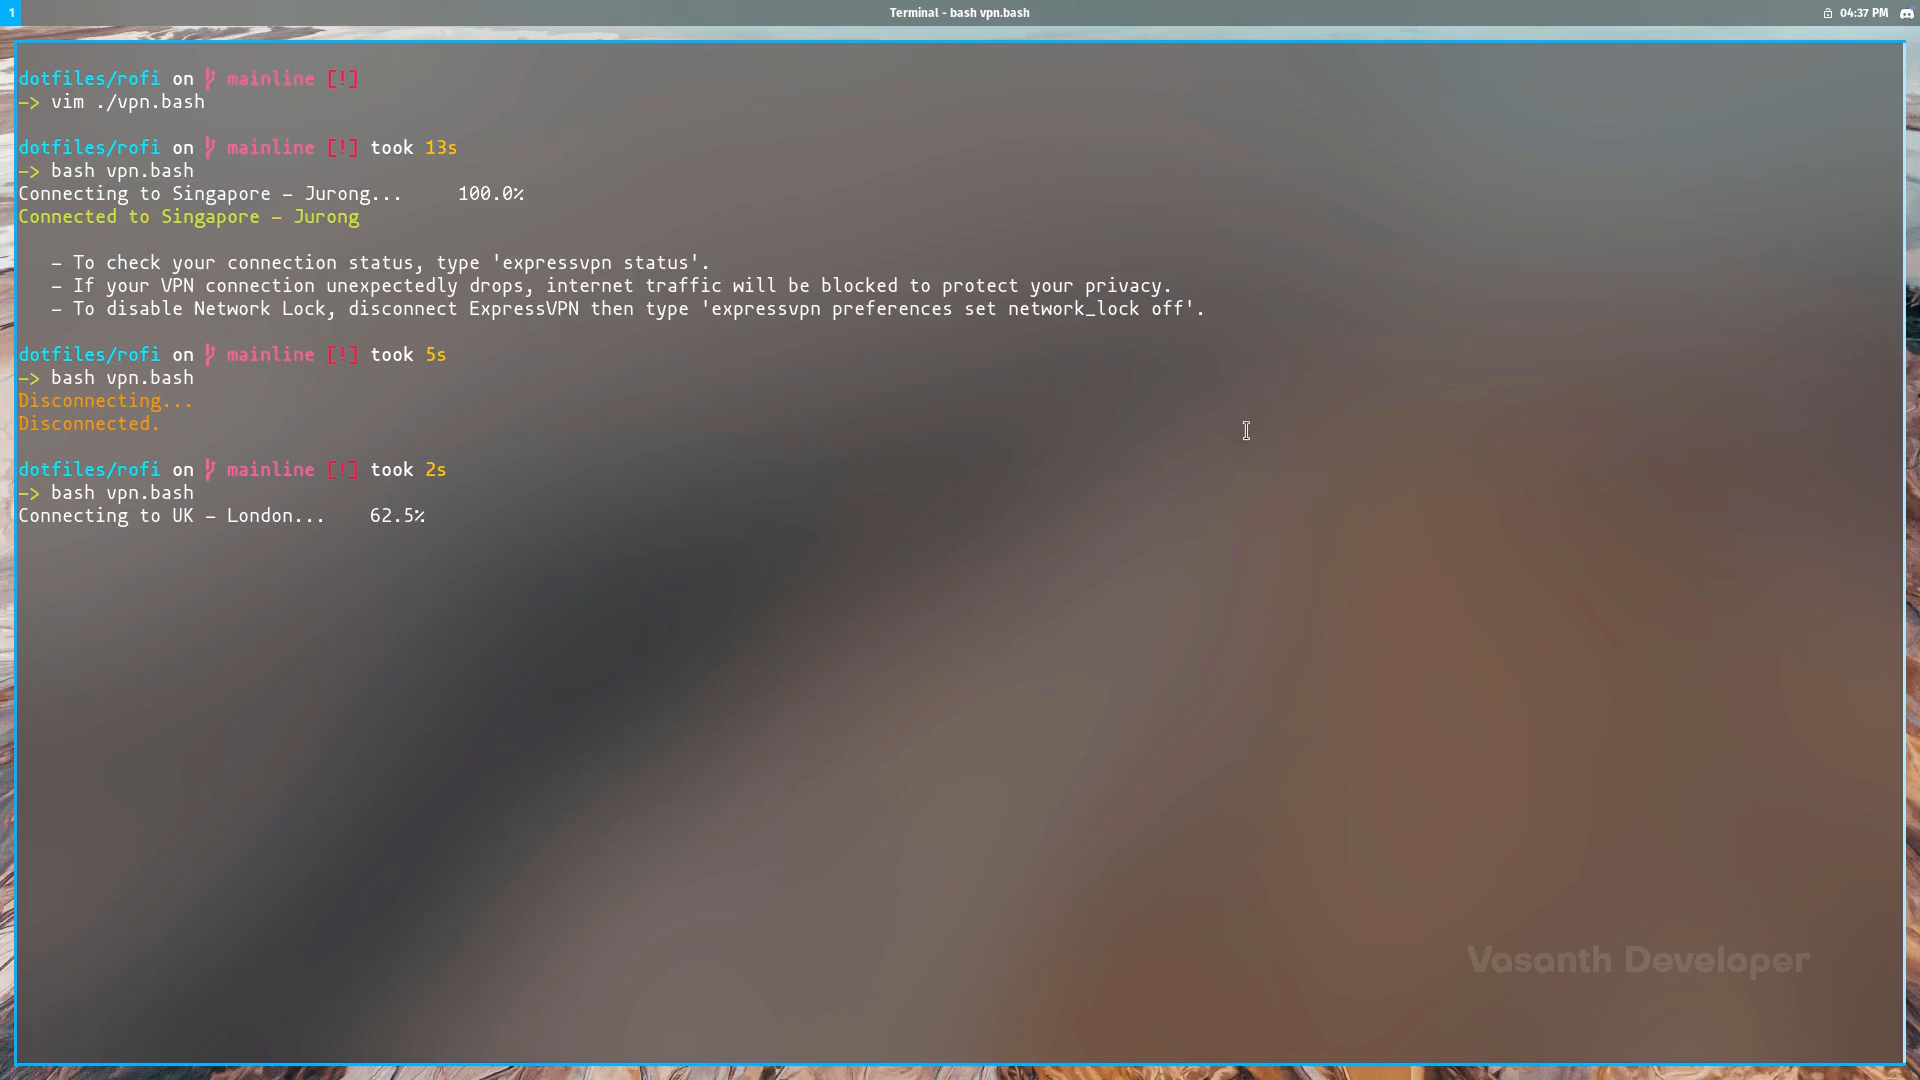 1
Terminal - bash vpn.bash
04:37 PM
dotfiles/rofi on mainline [!]
-> vim ./vpn.bash
dotfiles/rofi on mainline [!] took 13s
-> bash vpn.bash
Connecting to Singapore - Jurong... 100.0%
Connected to Singapore - Jurong
- To check your connection status, type 'expressvpn status'.
- If your VPN connection unexpectedly drops, internet traffic will be blocked to protect your privacy.
- To disable Network Lock, disconnect ExpressVPN then type 'expressvpn preferences set network_lock off'.
dotfiles/rofi on mainline [!] took 5s
-> bash vpn.bash
Disconnecting...
Disconnected.
dotfiles/rofi on mainline [!] took 2s
-> bash vpn.bash
Connecting to UK - London... 62.5%
Vasanth Developer